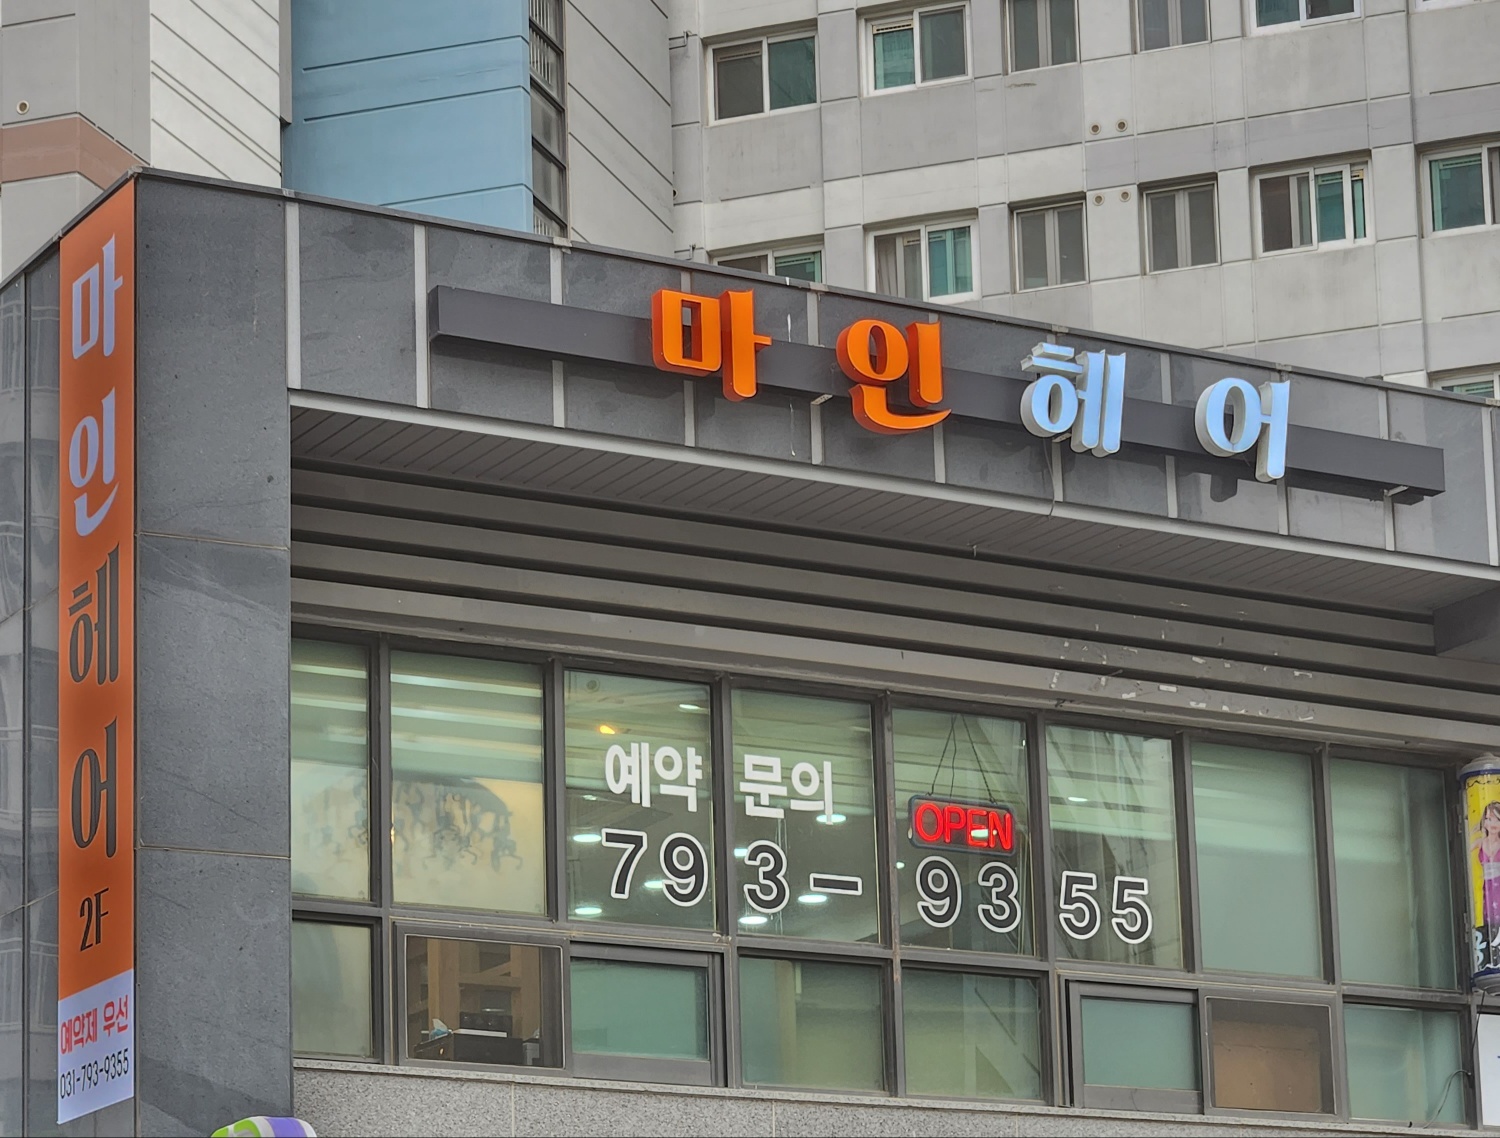 마인헤어
마
인
헤
어
2F
예약제 우선
031-793-9355
예약 문의
OPEN
793-9355